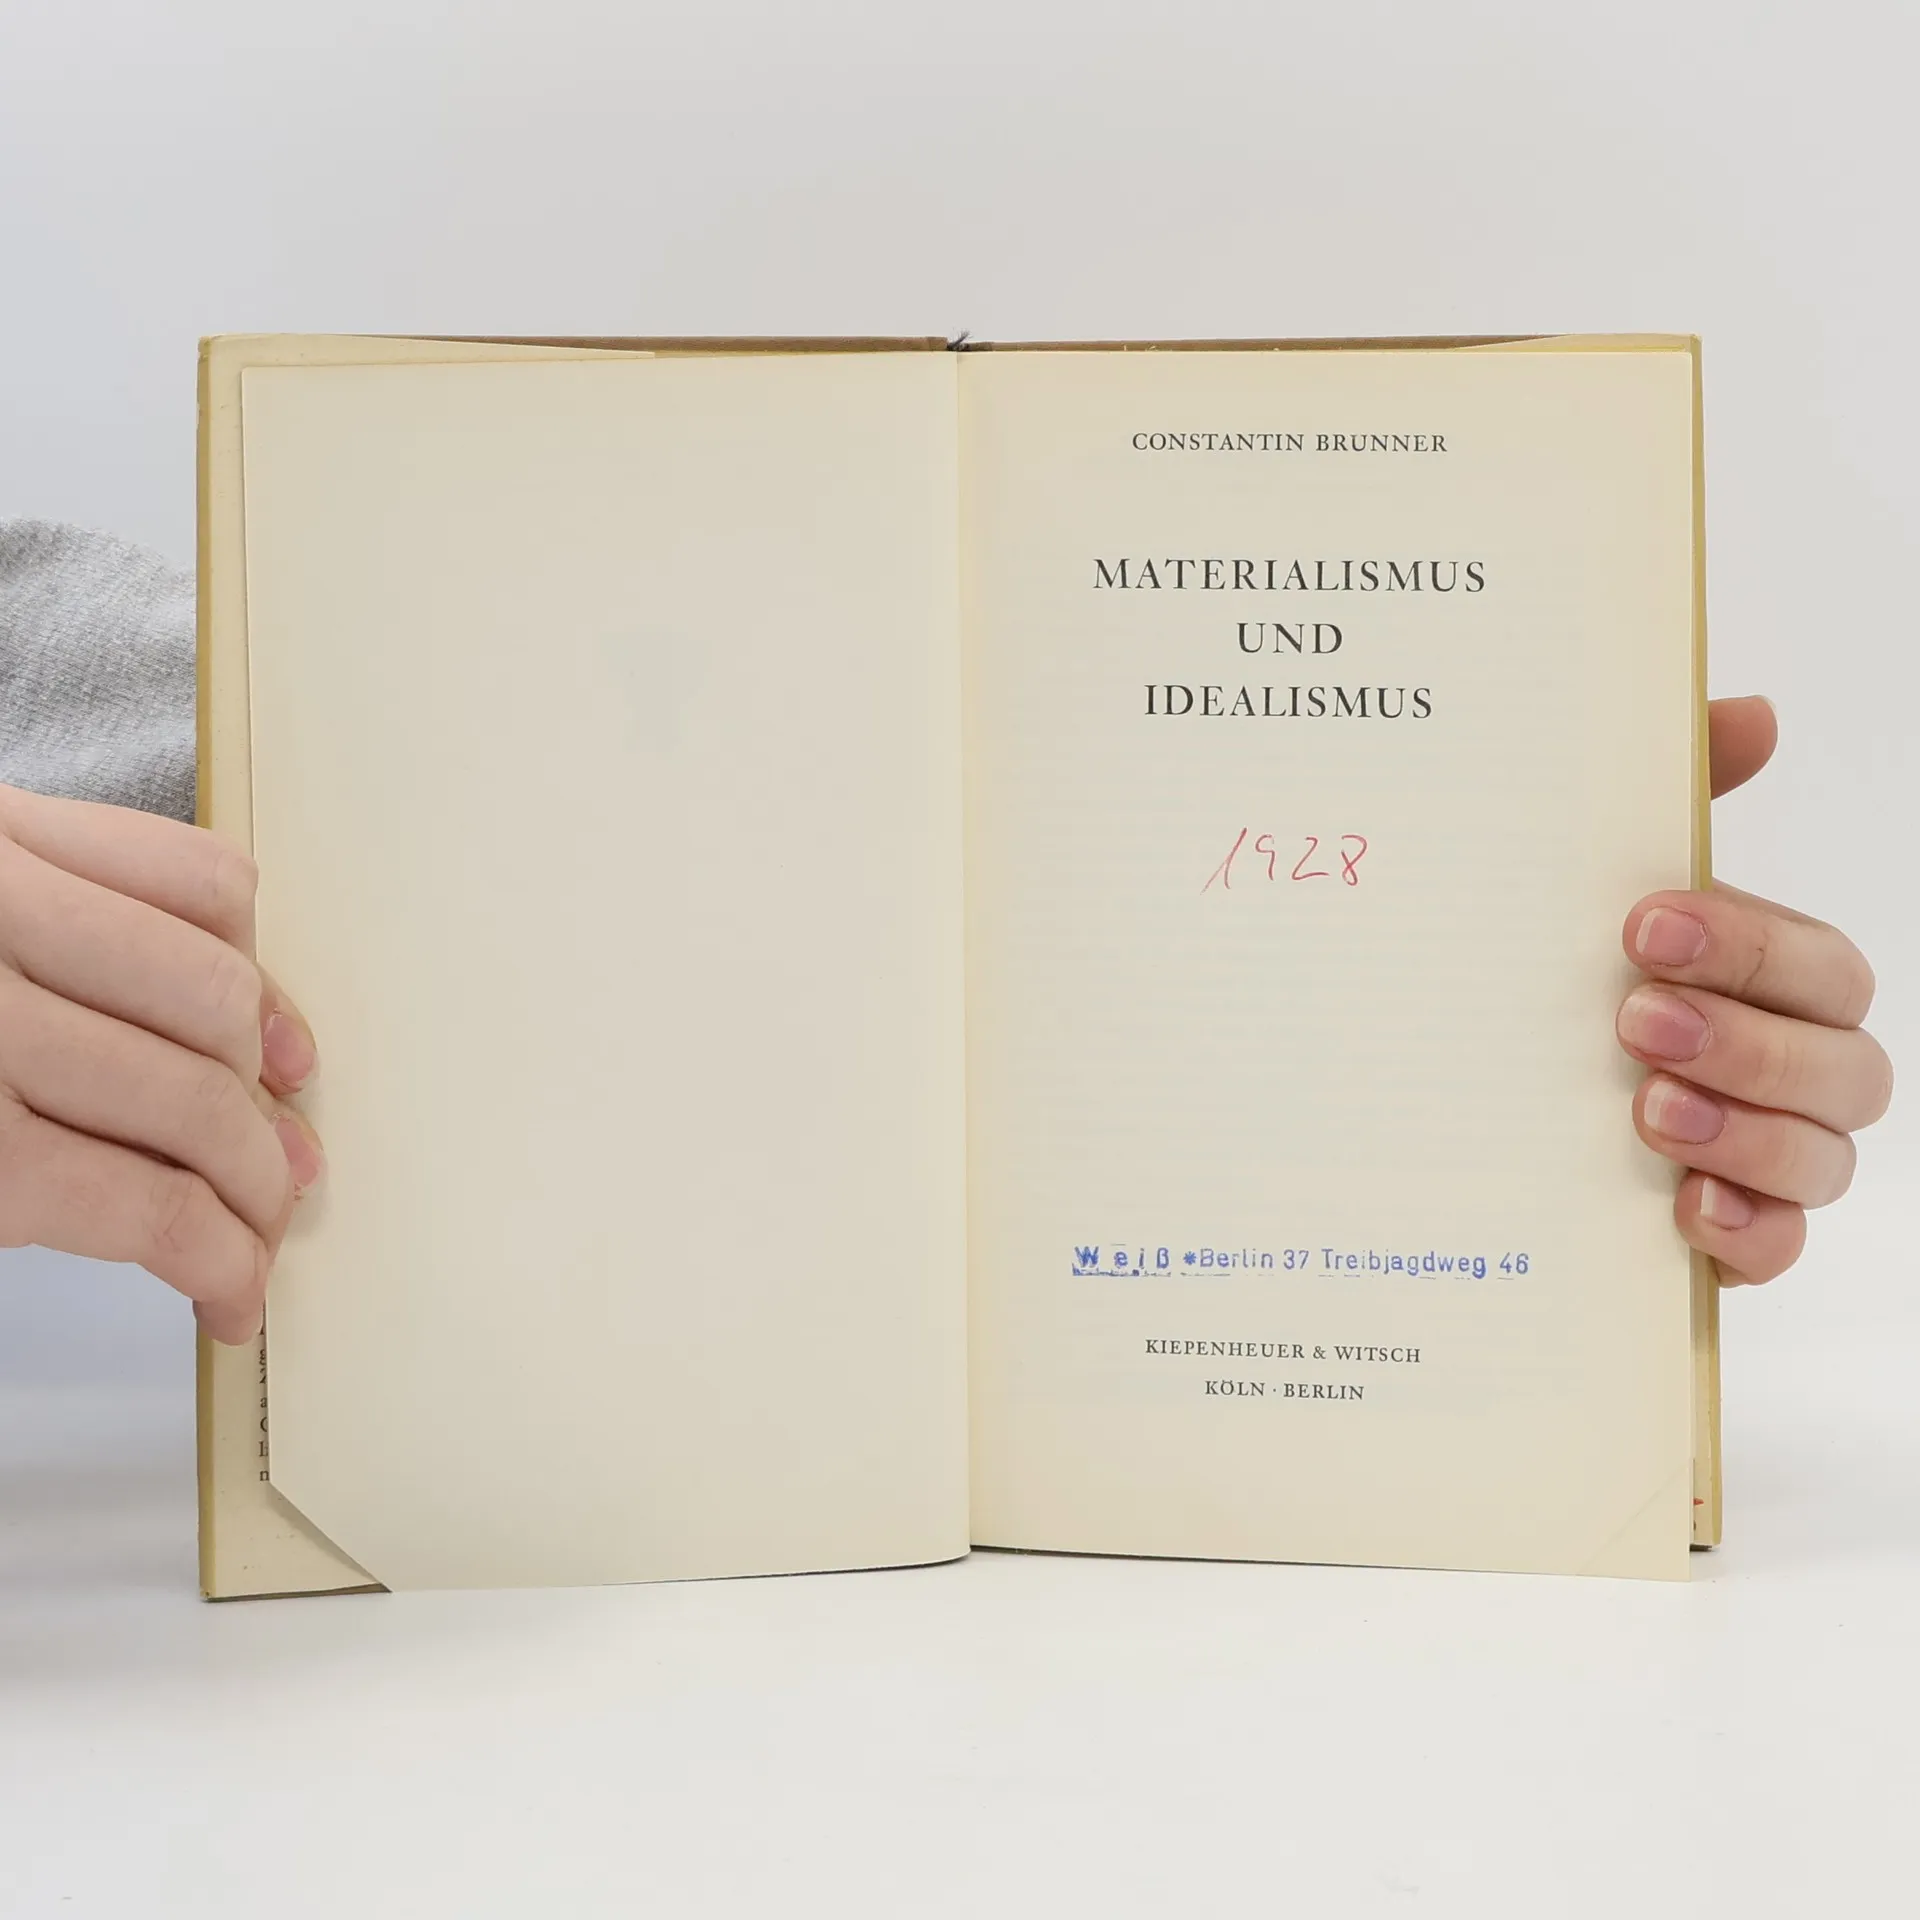 CONSTANTIN BRUNNER
MATERIALISMUS
UND
IDEALISMUS
1928
Weiß *Berlin 37 Treibjagdweg 46
KIEPENHEUER & WITSCH
KÖLN · BERLIN